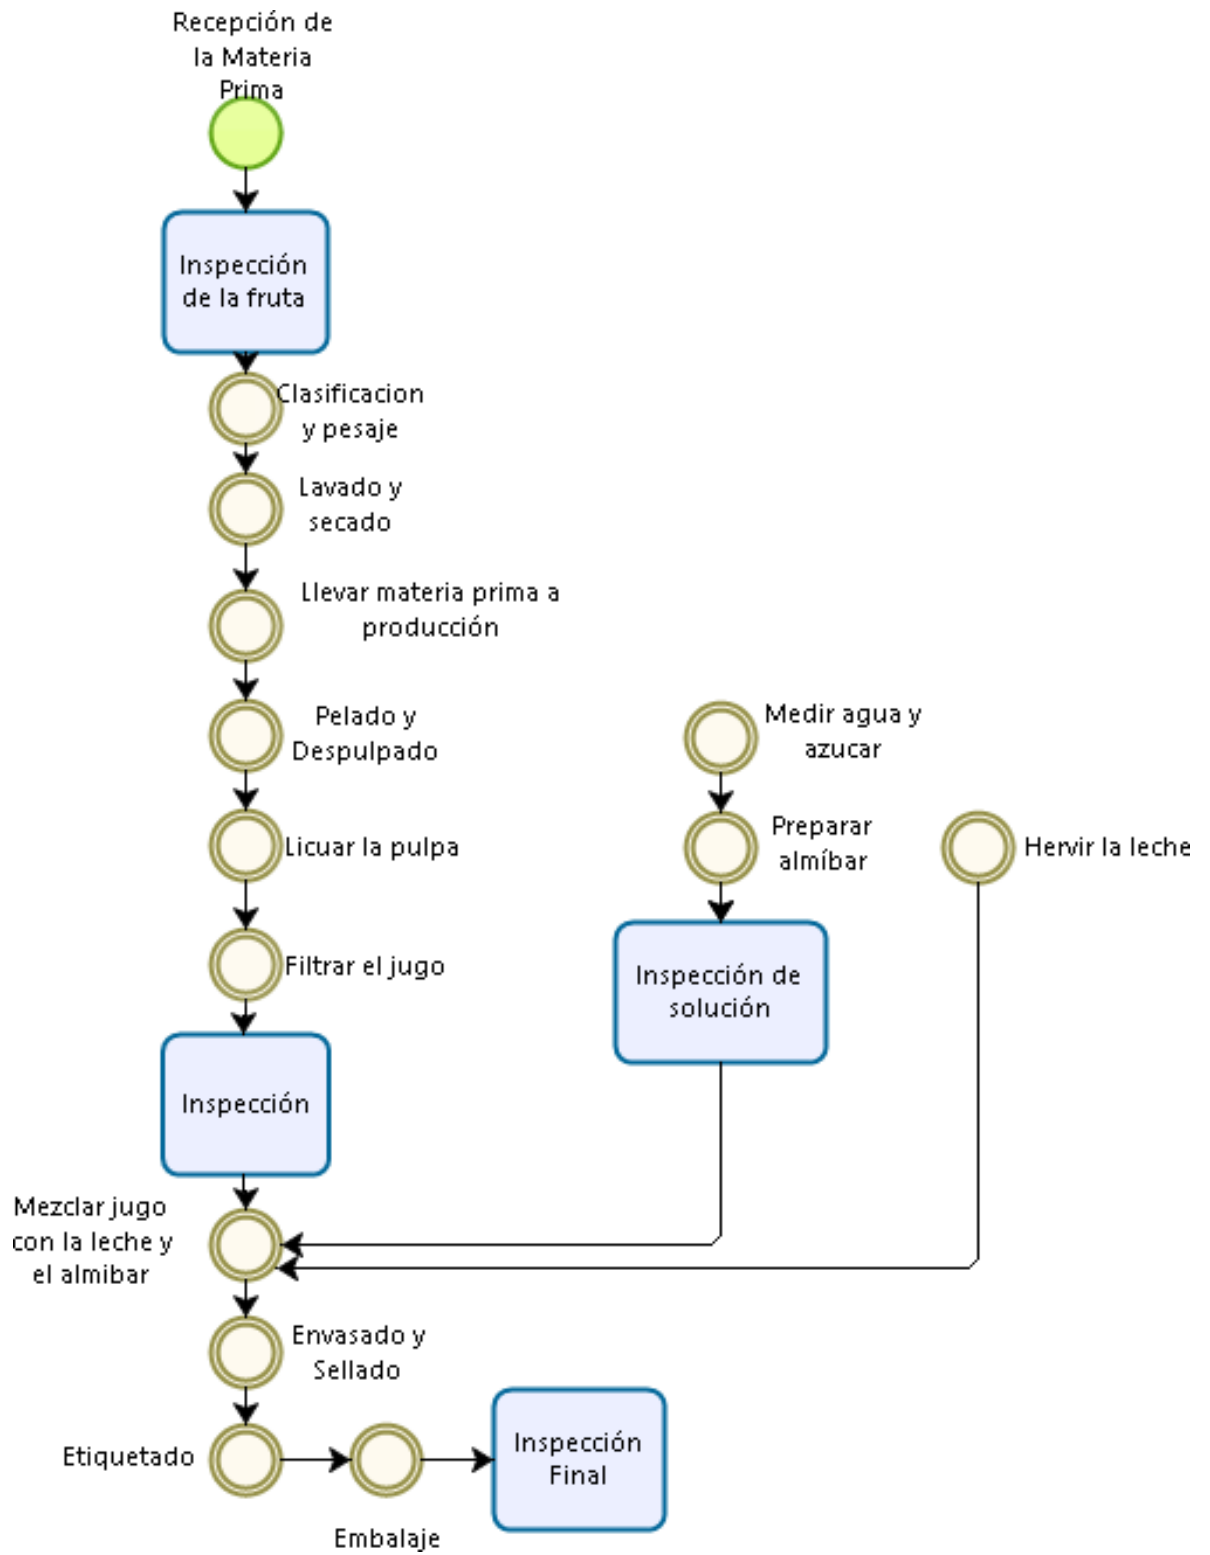 Recepción de
la Materia
Prima
Inspección
de la fruta
Clasificacion
y pesaje
Lavado y
secado
Llevar materia prima a
producción
Pelado y
Despulpado
Medir agua y
azucar
Licuar la pulpa
Preparar
almíbar
Hervir la leche
Filtrar el jugo
Inspección de
solución
Inspección
Mezclar jugo
con la leche y
el almibar
Envasado y
Sellado
Etiquetado
Embalaje
Inspección
Final